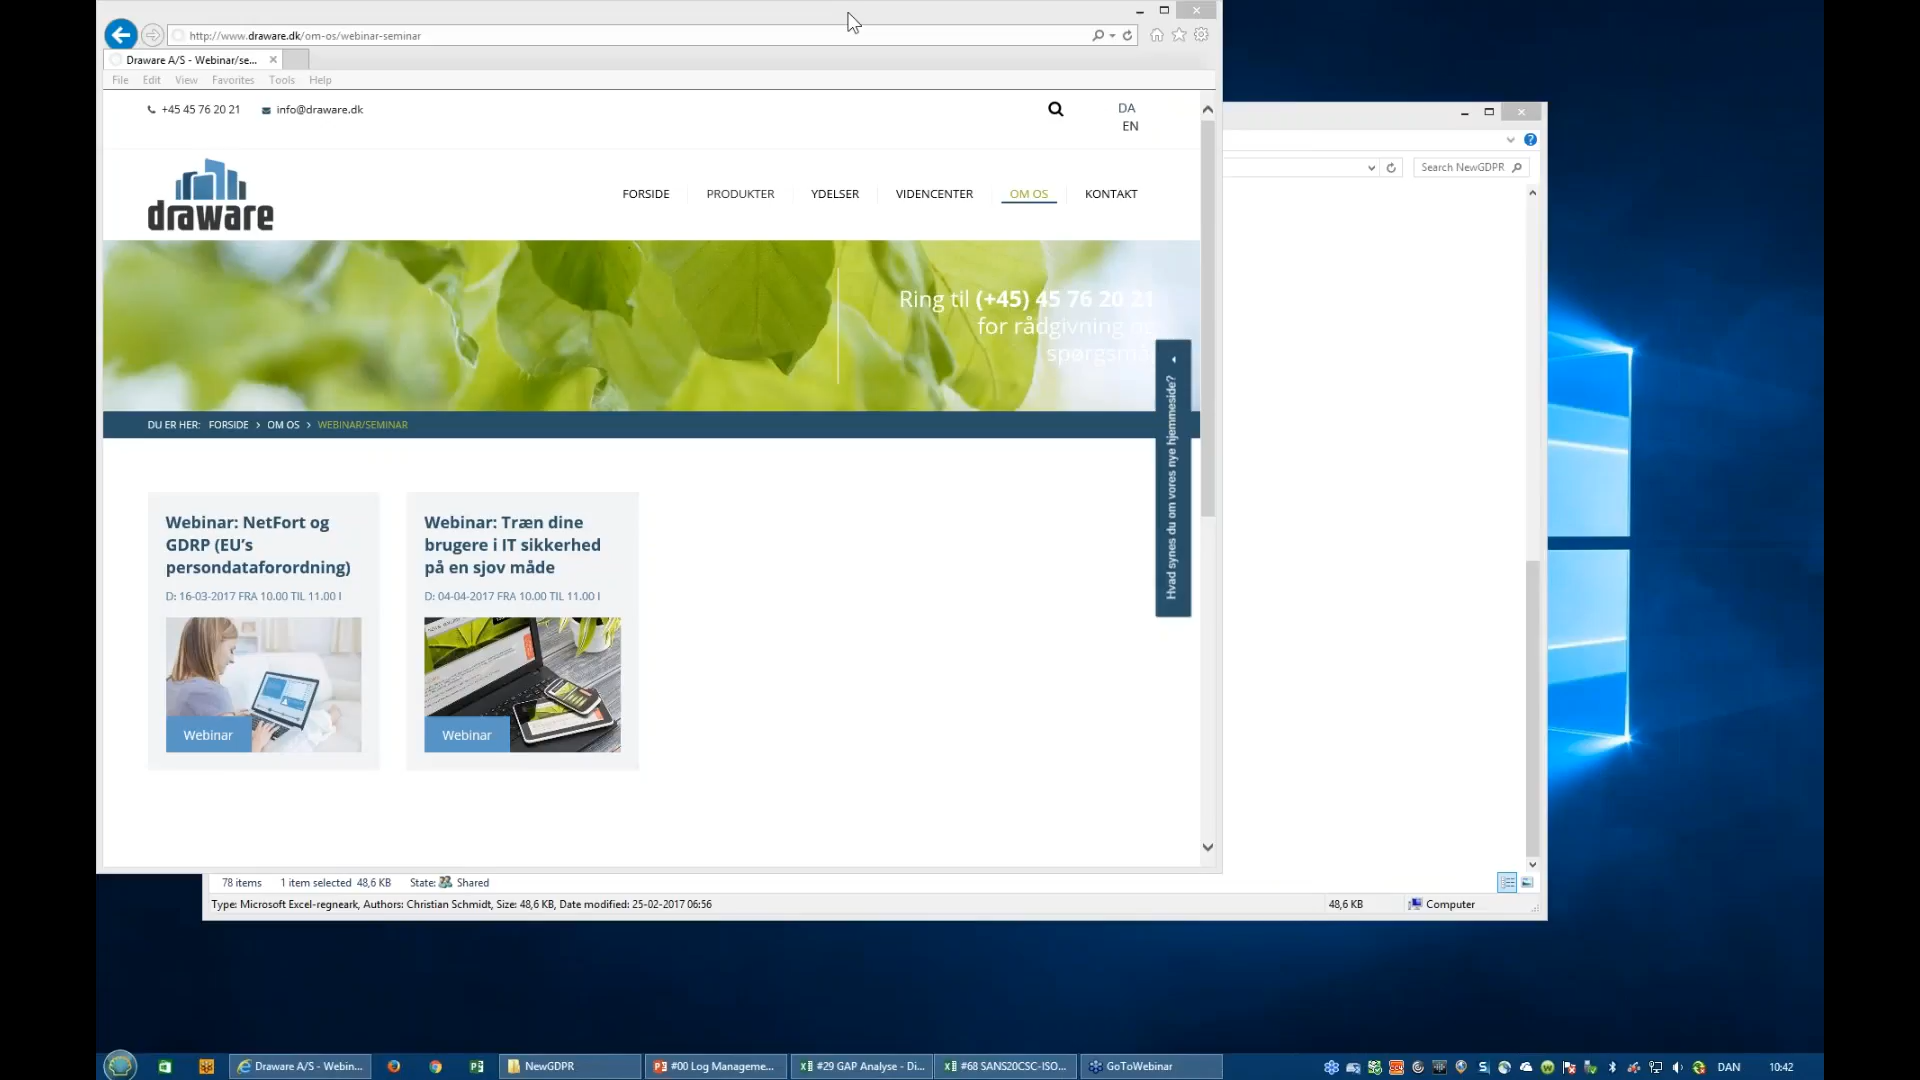 http://www.draware.dk/om-os/webinar-seminar
Draware A/S - Webinar/se...
File Edit View Favorites Tools Help
+45 45 76 20 21 info@draware.dk
DA
EN
Search NewGDPR
draware
FORSIDE PRODUKTER YDELSER VIDENCENTER OM OS KONTAKT
Ring til (+45) 45 76 20 21
for rådgivning og
spørgsmål
Hvad synes du om vores nye hjemmeside?
DU ER HER: FORSIDE > OM OS > WEBINAR/SEMINAR
Webinar: NetFort og
GDRP (EU's
persondataforordning)
D: 16-03-2017 FRA 10.00 TIL 11.00 I
Webinar
Webinar: Træn dine
brugere i IT sikkerhed
på en sjov måde
D: 04-04-2017 FRA 10.00 TIL 11.00 I
Webinar
78 items 1 item selected 48,6 KB State: Shared
Type: Microsoft Excel-regneark, Authors: Christian Schmidt, Size: 48,6 KB, Date modified: 25-02-2017 06:56 48,6 KB Computer
Draware A/S - Webin... NewGDPR #00 Log Manageme... #29 GAP Analyse - Di... #68 SANS20CSC-ISO... GoToWebinar DAN 10:42